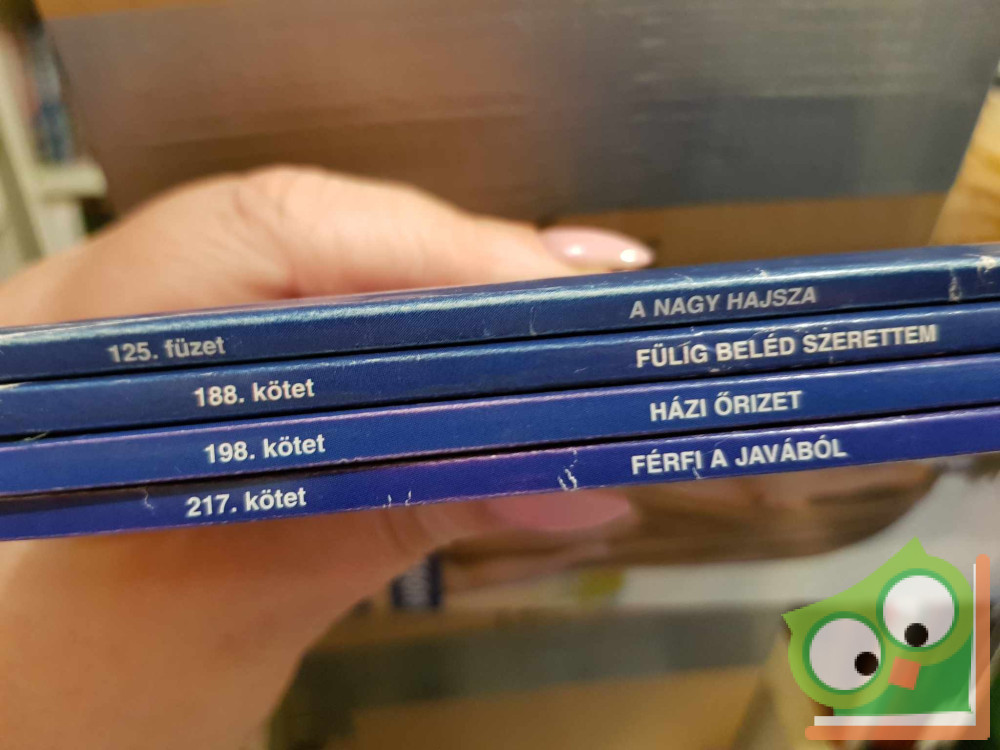 125. füzet A NAGY HAJSZA
188. kötet FÜLIG BELÉD SZERETTEM
198. kötet HÁZI ŐRIZET
217. kötet FÉRFI A JAVÁBÓL